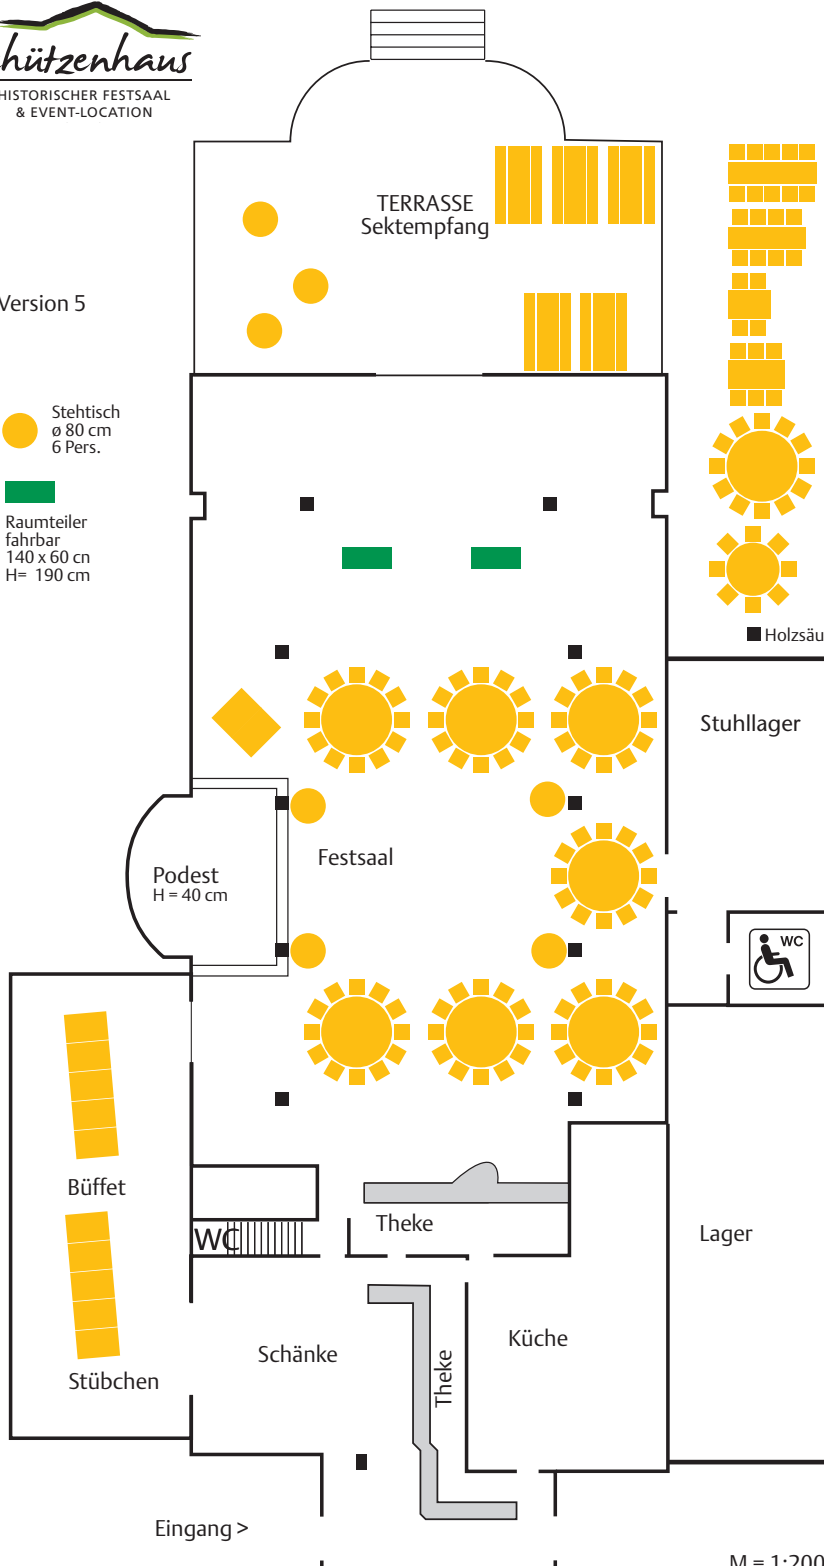 hützenhaus
HISTORISCHER FESTSAAL
& EVENT-LOCATION
TERRASSE
Sektempfang
Version 5
Stehtisch
ø 80 cm
6 Pers.
Raumteiler
fahrbar
140 x 60 cn
H= 190 cm
Holzsäu
Stuhllager
Festsaal
Podest
H = 40 cm
WC
Büffet
Theke
WC
Lager
Küche
Schänke
Theke
Stübchen
Eingang >
M = 1:200